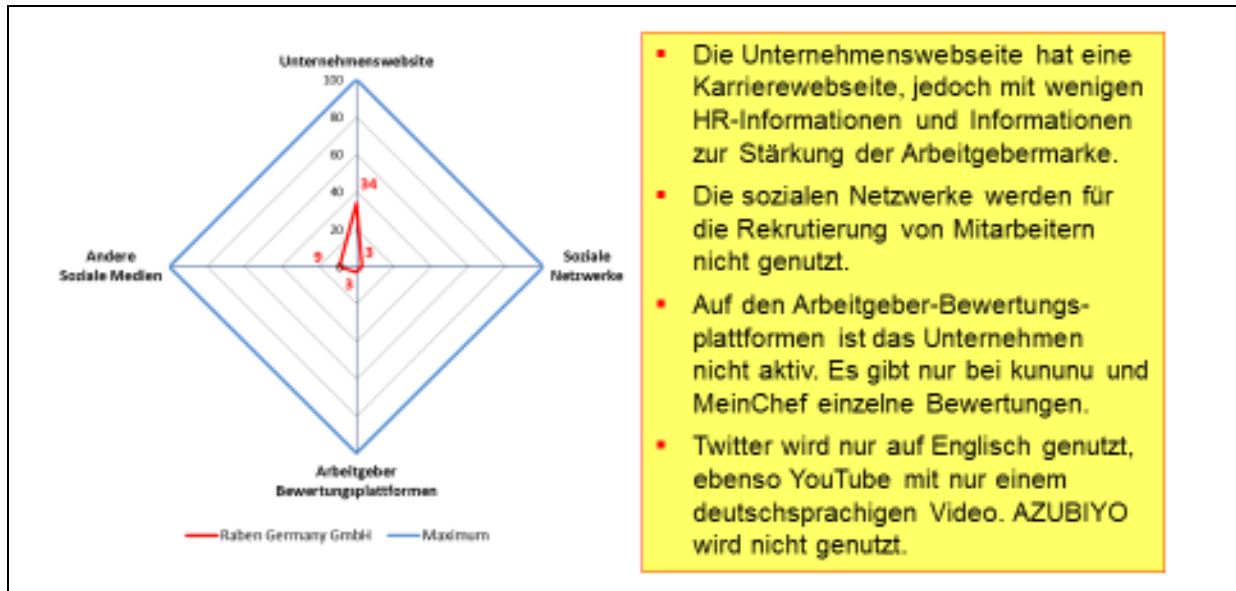 Unternehmenswebsite
100
80
60
40
34
20
Andere
Soziale Medien
9
0
3
Soziale
Netzwerke
3
Arbeitgeber
Bewertungsplattformen
Raben Germany GmbH
Maximum
▪ Die Unternehmenswebseite hat eine
Karrierewebseite, jedoch mit wenigen
HR-Informationen und Informationen
zur Stärkung der Arbeitgebermarke.
▪ Die sozialen Netzwerke werden für
die Rekrutierung von Mitarbeitern
nicht genutzt.
▪ Auf den Arbeitgeber-Bewertungs-
plattformen ist das Unternehmen
nicht aktiv. Es gibt nur bei kununu und
MeinChef einzelne Bewertungen.
▪ Twitter wird nur auf Englisch genutzt,
ebenso YouTube mit nur einem
deutschsprachigen Video. AZUBIYO
wird nicht genutzt.